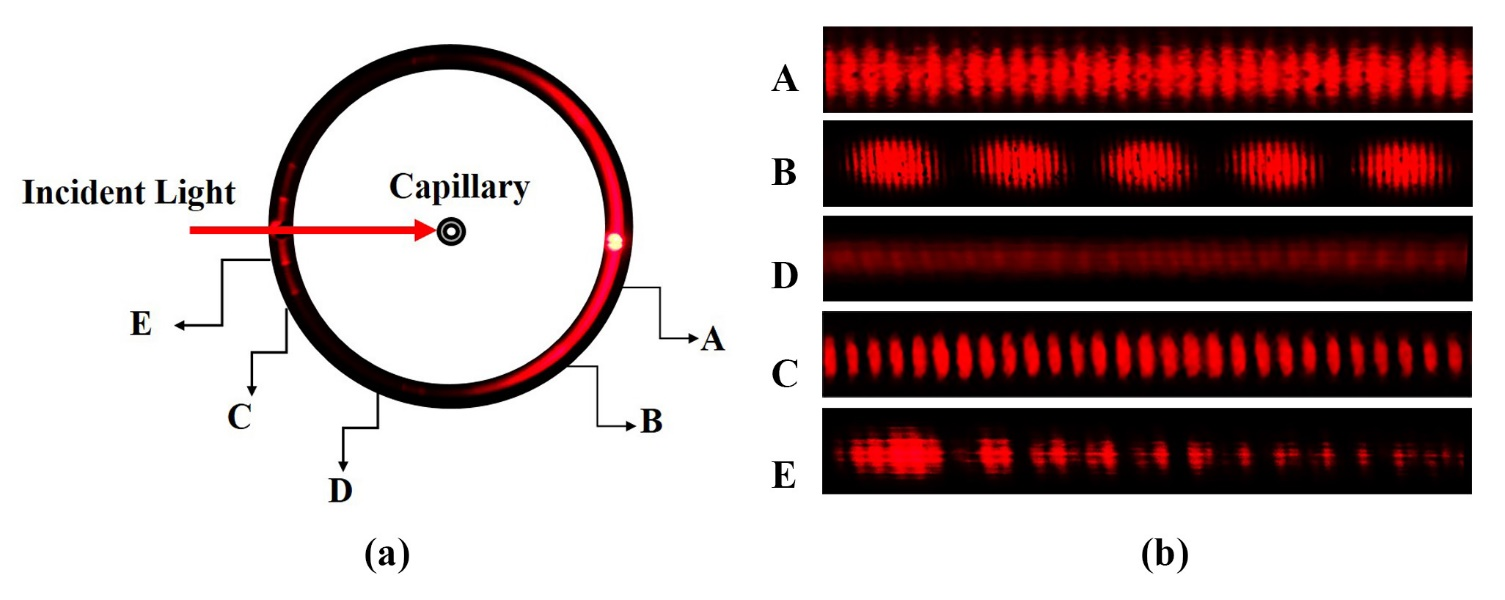 Incident Light
Capillary
E
C
D
B
A
(a)
A
B
D
C
E
(b)